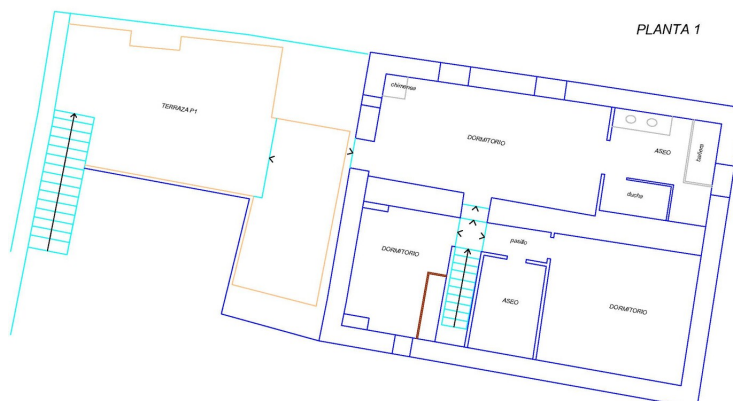 PLANTA 1
chimenea
TERRAZA P1
DORMITORIO
ASEO
bañera
ducha
pasillo
DORMITORIO
ASEO
DORMITORIO